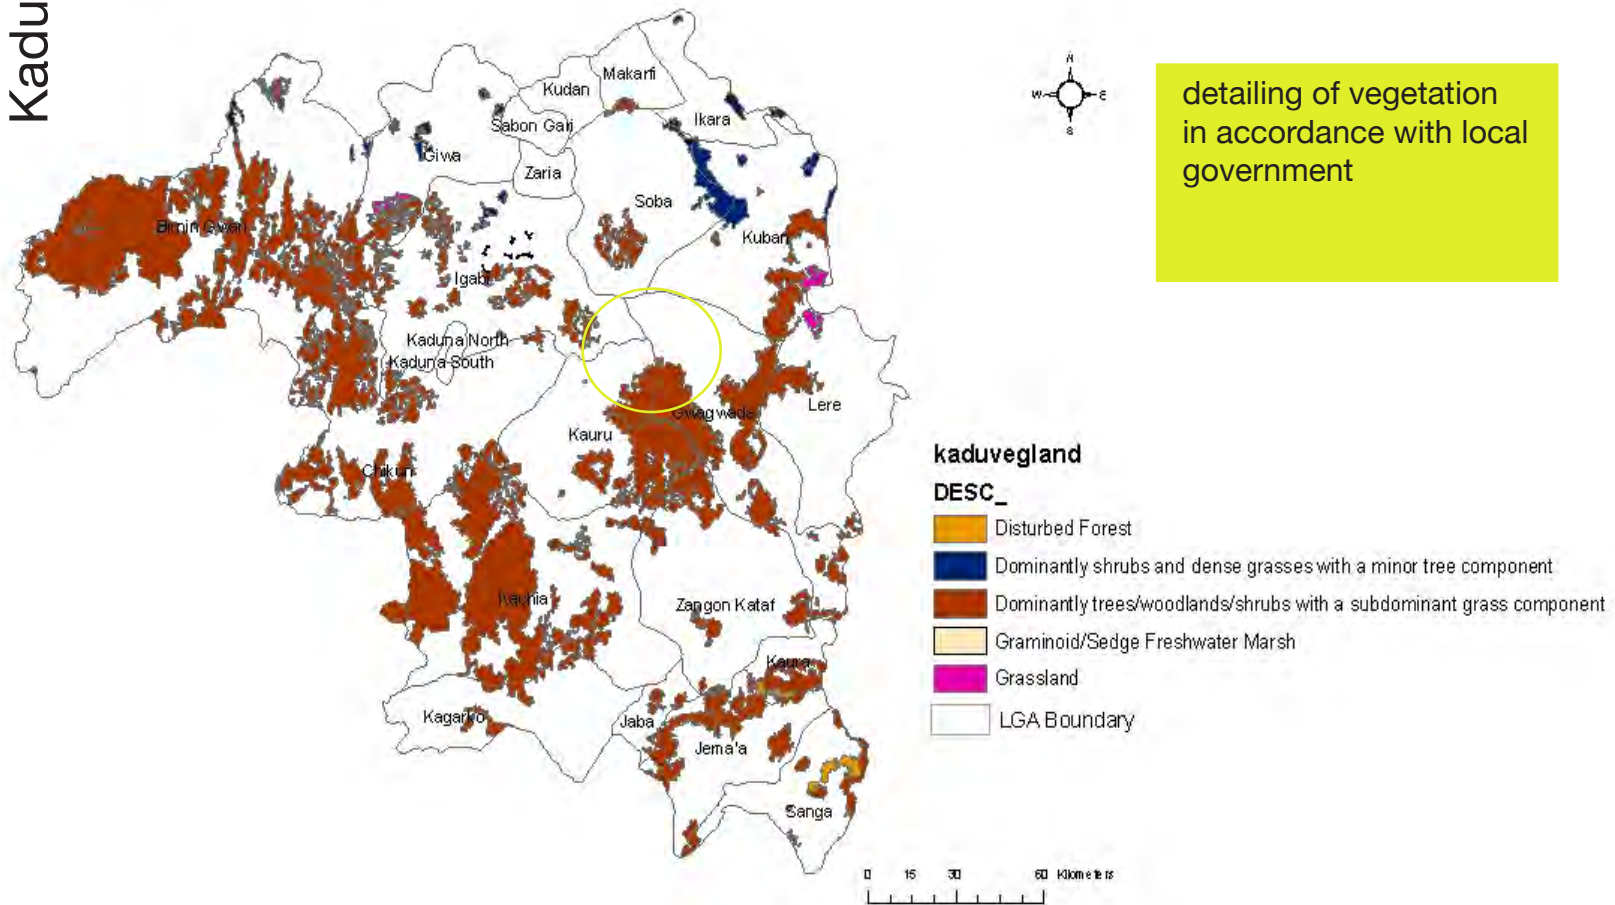 Kadu
Makarfi
Kudan
Sabon Gari
Ikara
Giwa
Zaria
Soba
Birnin Gwari
Kuban
Igabi
Kaduna North
Kaduna South
Gwagwada
Lere
Kauru
Chikun
Kachia
Zangon Kataf
Kaura
Kagarko
Jaba
Jema'a
Sanga
N
W
E
S
detailing of vegetation
in accordance with local
government
kaduvegland
DESC_
Disturbed Forest
Dominantly shrubs and dense grasses with a minor tree component
Dominantly trees/woodlands/shrubs with a subdominant grass component
Graminoid/Sedge Freshwater Marsh
Grassland
LGA Boundary
0 15 30 60 Kilometers